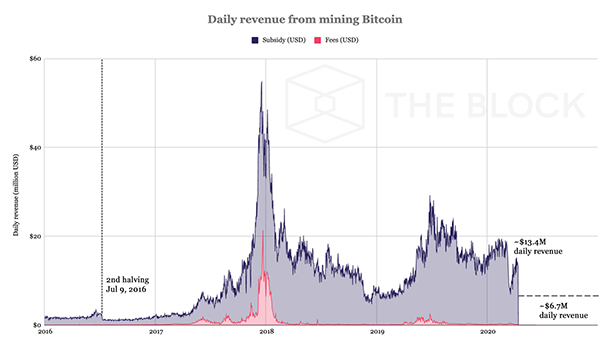 Daily revenue from mining Bitcoin
Subsidy (USD) Fees (USD)
THE BLOCK
Daily revenue (million USD)
$60
$40
$20
$0
2nd halving
Jul 9, 2016
~$13.4M
daily revenue
~$6.7M
daily revenue
2016 2017 2018 2019 2020